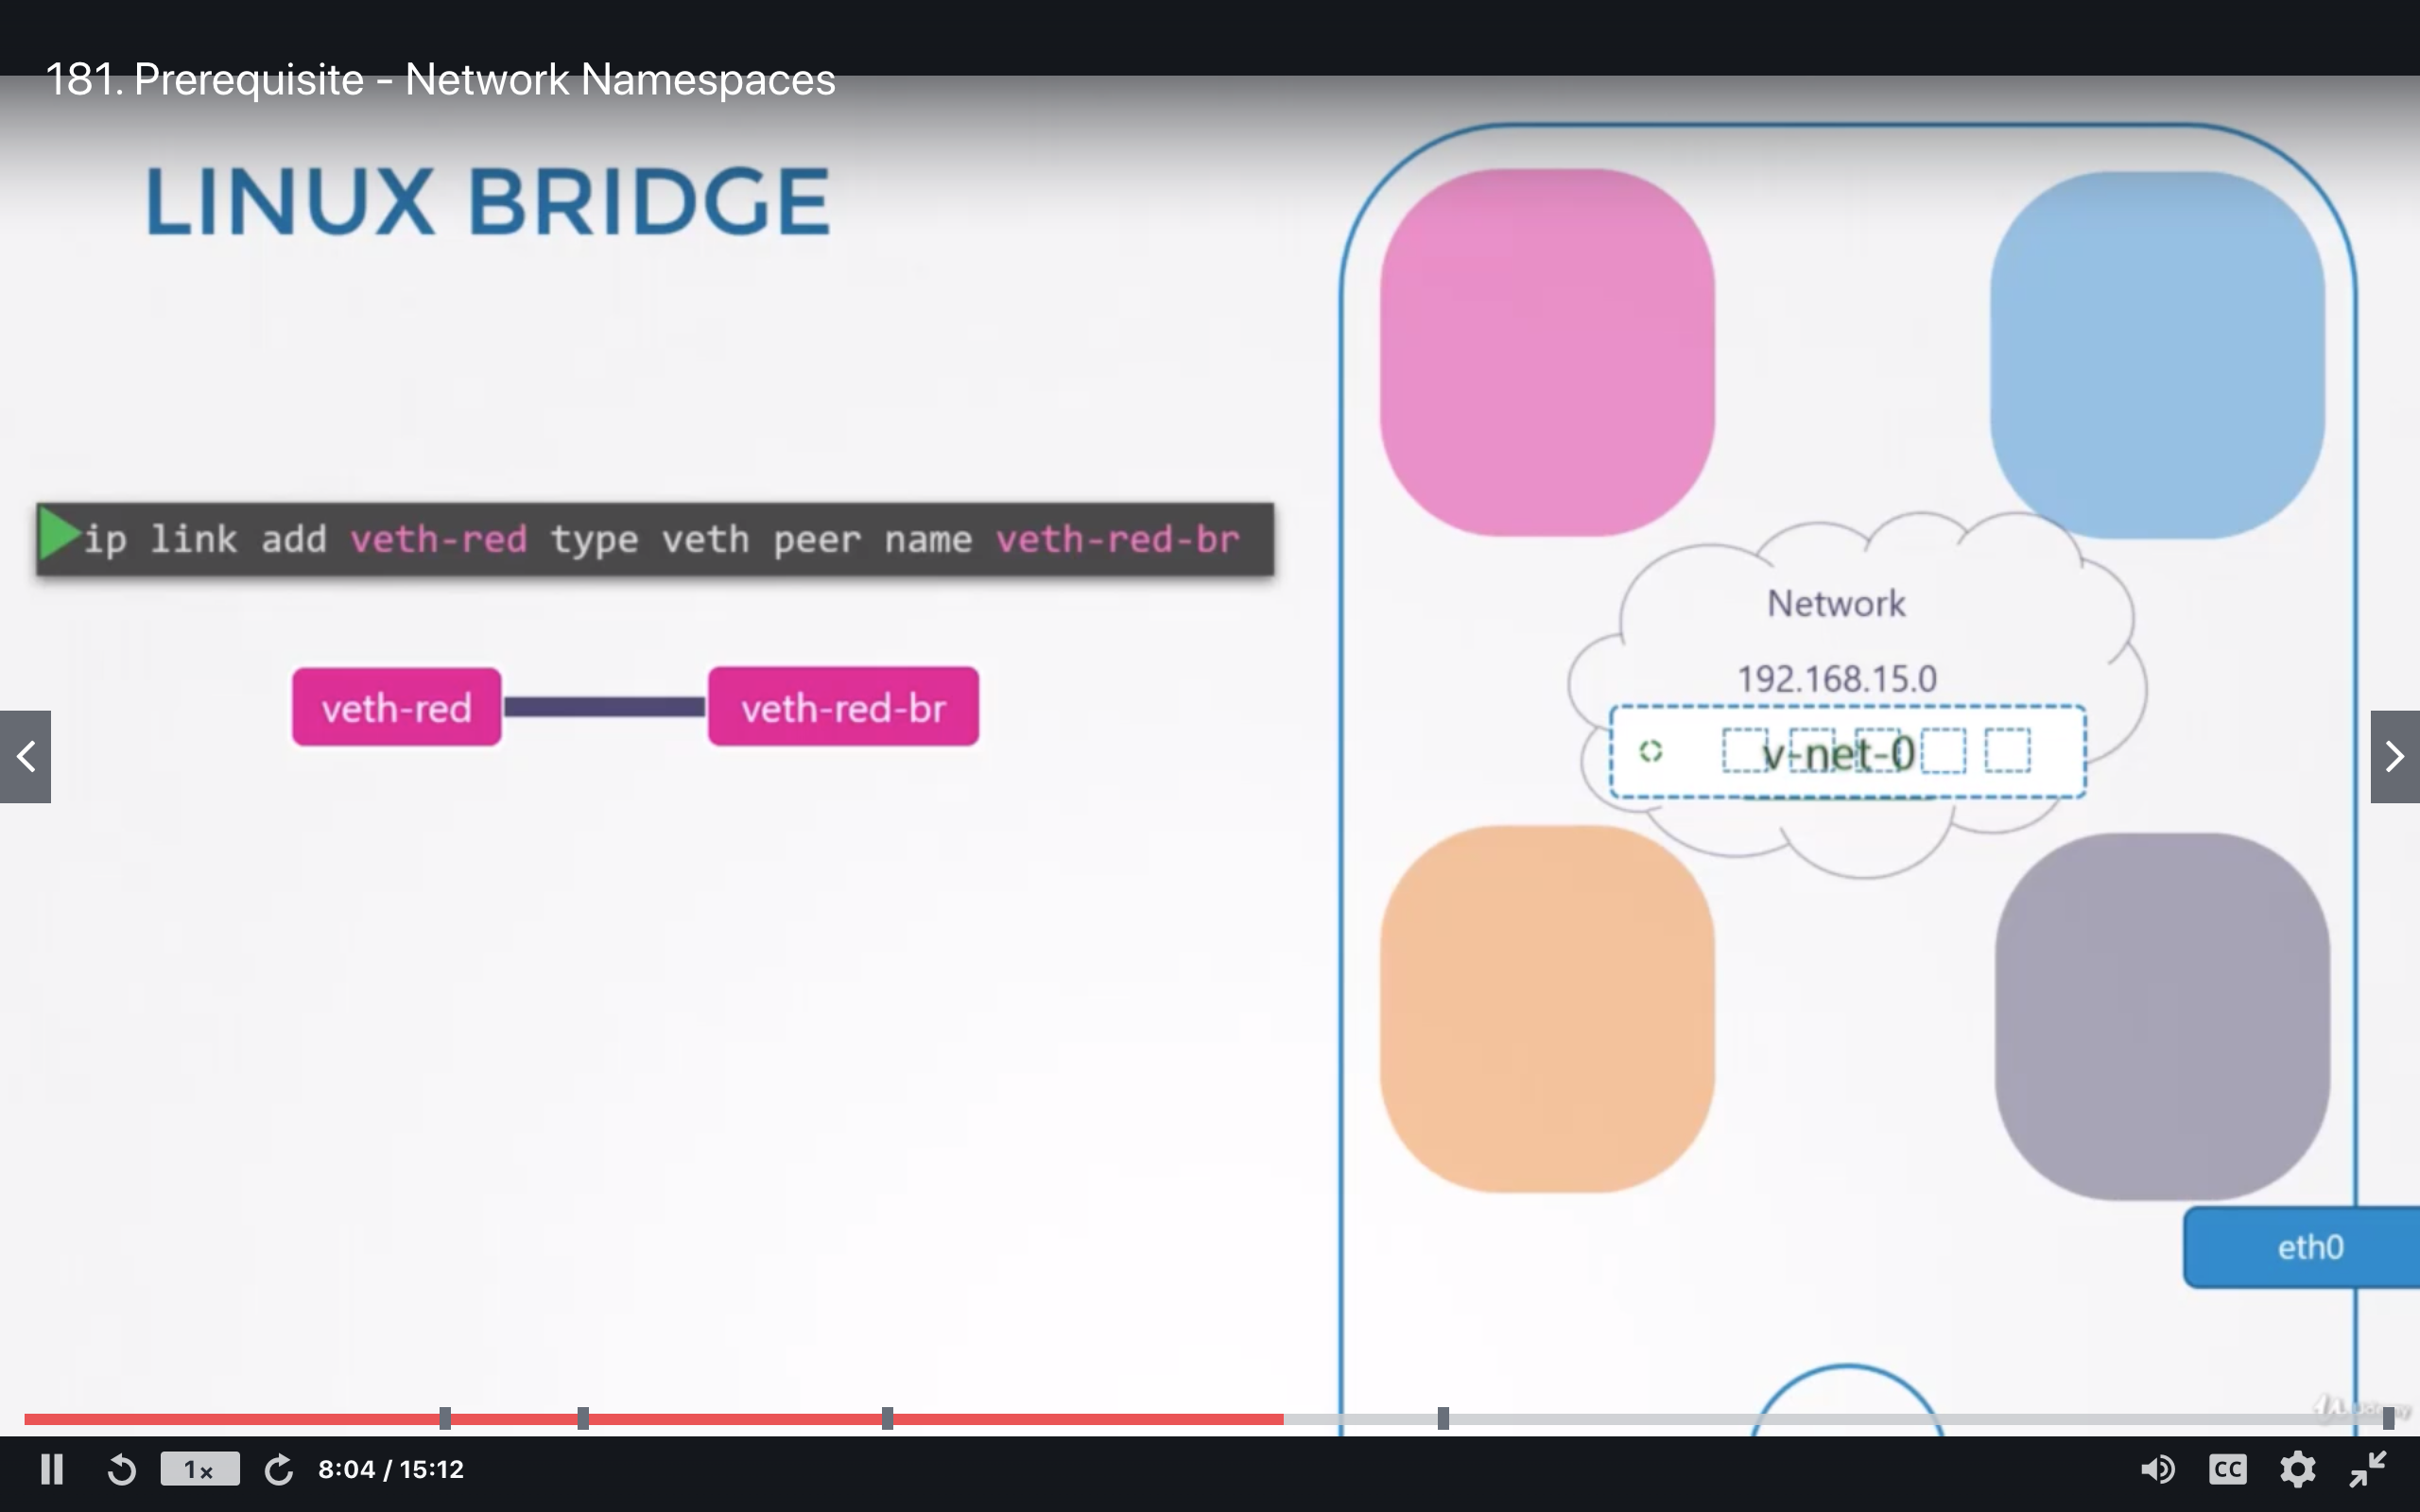 181. Prerequisite - Network Namespaces
LINUX BRIDGE
ip link add veth-red type veth peer name veth-red-br
veth-red
veth-red-br
Network
192.168.15.0
v-net-0
eth0
Udemy
1x
8:04 / 15:12
CC